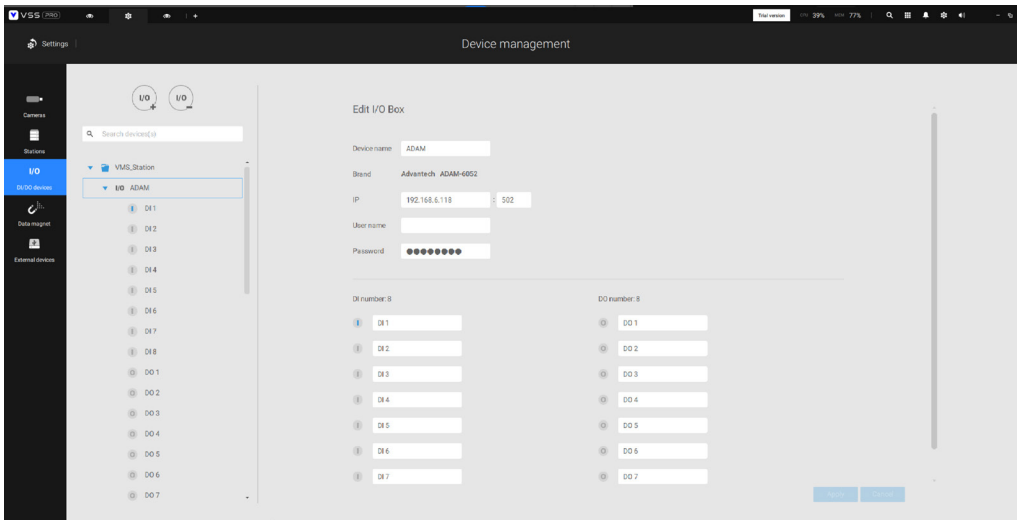 VSS PRO
Trial version
CPU 39% MEM 77%
Settings
Device management
Cameras
Stations
I/O
DI/DO devices
Data magnet
External devices
I/O
I/O
Search devices(s)
VMS_Station
I/O ADAM
DI 1
DI 2
DI 3
DI 4
DI 5
DI 6
DI 7
DI 8
DO 1
DO 2
DO 3
DO 4
DO 5
DO 6
DO 7
Edit I/O Box
Device name ADAM
Brand Advantech ADAM-6052
IP 192.168.6.118 : 502
User name
Password
DI number: 8 DO number: 8
DI 1 DO 1
DI 2 DO 2
DI 3 DO 3
DI 4 DO 4
DI 5 DO 5
DI 6 DO 6
DI 7 DO 7
Apply Cancel